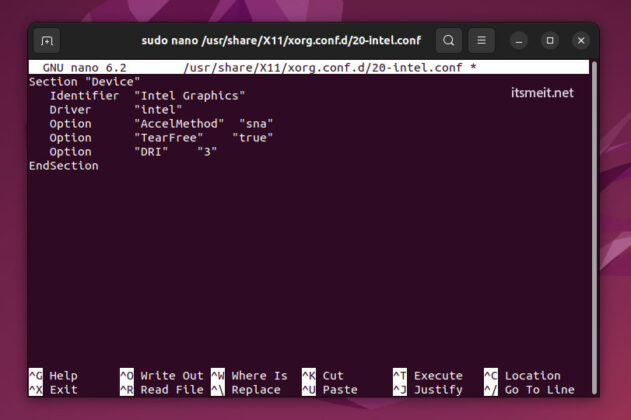 sudo nano /usr/share/X11/xorg.conf.d/20-intel.conf
GNU nano 6.2 /usr/share/X11/xorg.conf.d/20-intel.conf *
Section "Device"
itsmeit.net
Identifier "Intel Graphics"
Driver "intel"
Option "AccelMethod" "sna"
Option "TearFree" "true"
Option "DRI" "3"
EndSection
^G Help ^O Write Out ^W Where Is ^K Cut ^T Execute ^C Location
^X Exit ^R Read File ^\ Replace ^U Paste ^J Justify ^/ Go To Line